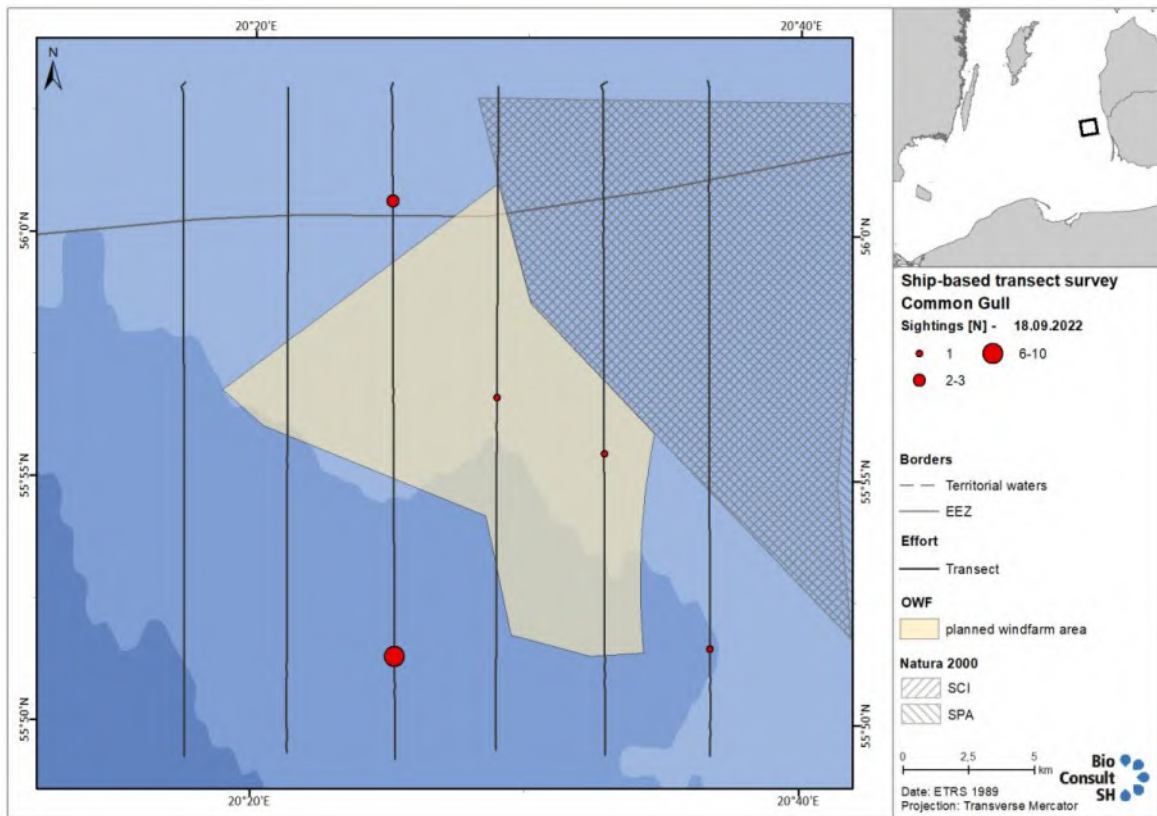 20°20'E
20°40'E
N
56°0'N
56°0'N
55°55'N
55°55'N
55°50'N
55°50'N
20°20'E
20°40'E
Ship-based transect survey
Common Gull
Sightings [N] - 18.09.2022
1
6-10
2-3
Borders
Territorial waters
EEZ
Effort
Transect
OWF
planned windfarm area
Natura 2000
SCI
SPA
0 2,5 5
km
Date: ETRS 1989
Projection: Transverse Mercator
Bio
Consult
SH